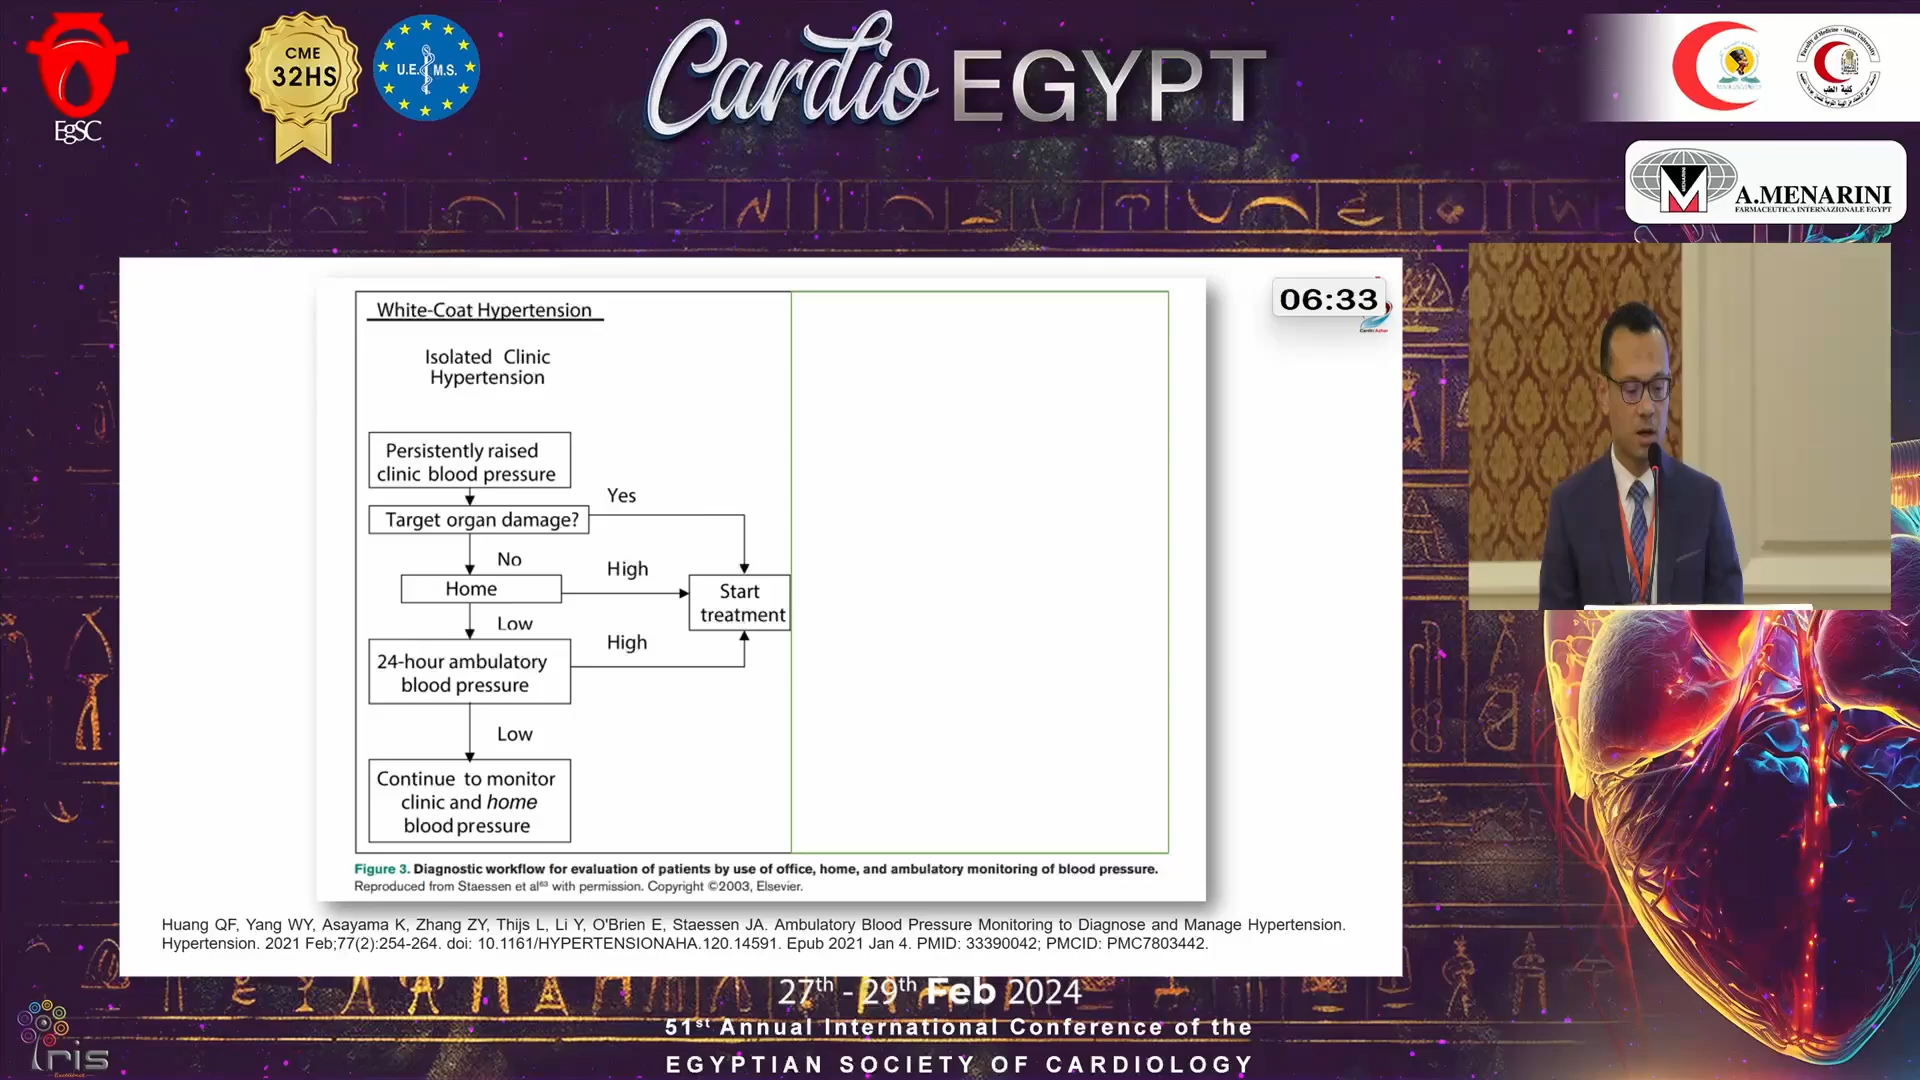 EgSC
CME
32HS
U.E.M.S.
Cardio EGYPT
كلية الطب
MENARINI
A.MENARINI
FARMACEUTICA INTERNAZIONALE EGYPT
06:33
White-Coat Hypertension
Isolated Clinic
Hypertension
Persistently raised
clinic blood pressure
Yes
Target organ damage?
No
High
Home
Start
treatment
Low
High
24-hour ambulatory
blood pressure
Low
Continue to monitor
clinic and home
blood pressure
Figure 3. Diagnostic workflow for evaluation of patients by use of office, home, and ambulatory monitoring of blood pressure.
Reproduced from Staessen et al63 with permission. Copyright ©2003, Elsevier.
Huang QF, Yang WY, Asayama K, Zhang ZY, Thijs L, Li Y, O'Brien E, Staessen JA. Ambulatory Blood Pressure Monitoring to Diagnose and Manage Hypertension.
Hypertension. 2021 Feb;77(2):254-264. doi: 10.1161/HYPERTENSIONAHA.120.14591. Epub 2021 Jan 4. PMID: 33390042; PMCID: PMC7803442.
27th - 29th Feb 2024
51st Annual International Conference of the
EGYPTIAN SOCIETY OF CARDIOLOGY
Iris